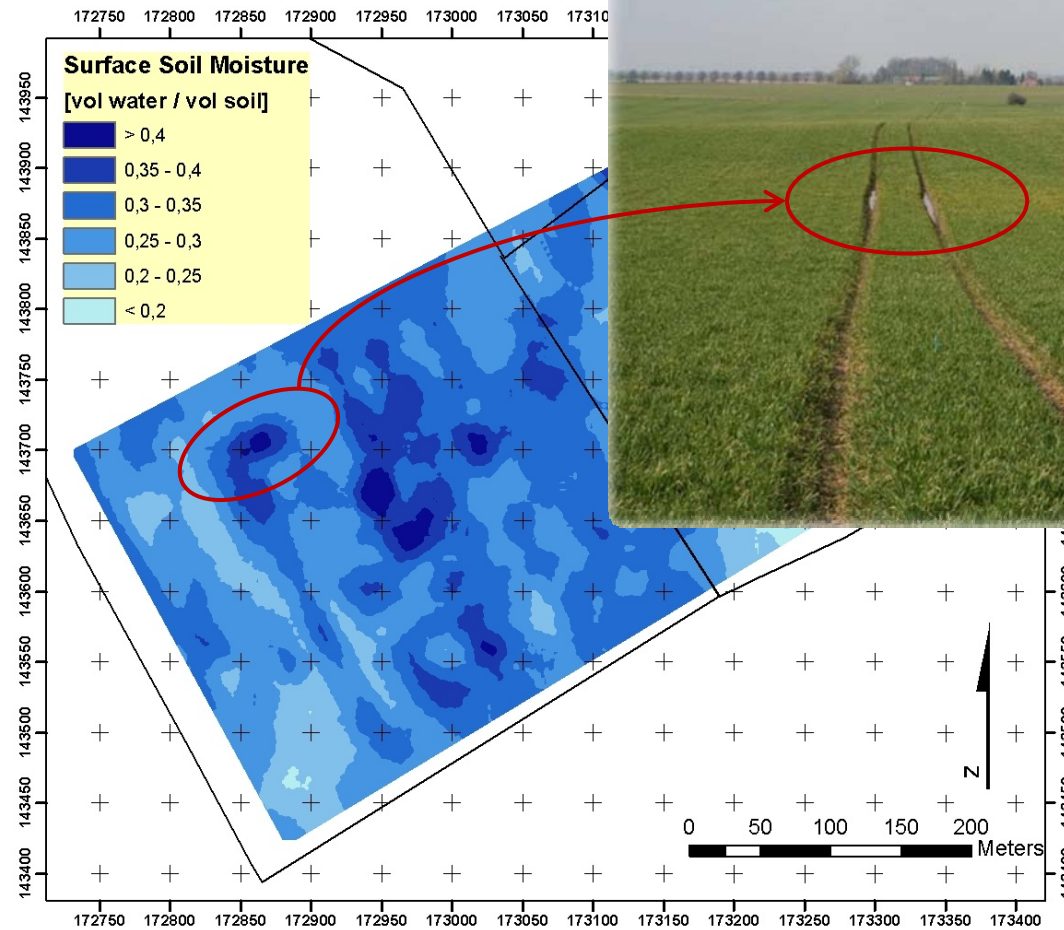 172750 172800 172850 172900 172950 173000 173050
Surface Soil Moisture
[vol water / vol soil]
> 0,4
0,35 - 0,4
0,3 - 0,35
0,25 - 0,3
0,2 - 0,25
< 0,2
143950
143900
143850
143800
143750
143700
143650
143600
143550
143500
143450
143400
N
0 50 100 150 200
Meters
172750 172800 172850 172900 172950 173000 173050 173100 173150 173200 173250 173300 173350 173400